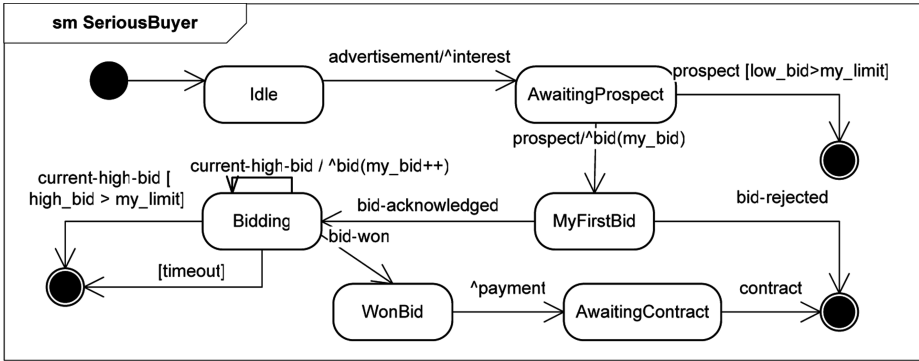 sm SeriousBuyer
advertisement/^interest
prospect [low_bid>my_limit]
Idle
AwaitingProspect
prospect/^bid(my_bid)
current-high-bid / ^bid(my_bid++)
current-high-bid [
high_bid > my_limit]
bid-acknowledged
bid-rejected
Bidding
MyFirstBid
bid-won
[timeout]
^payment
contract
WonBid
AwaitingContract